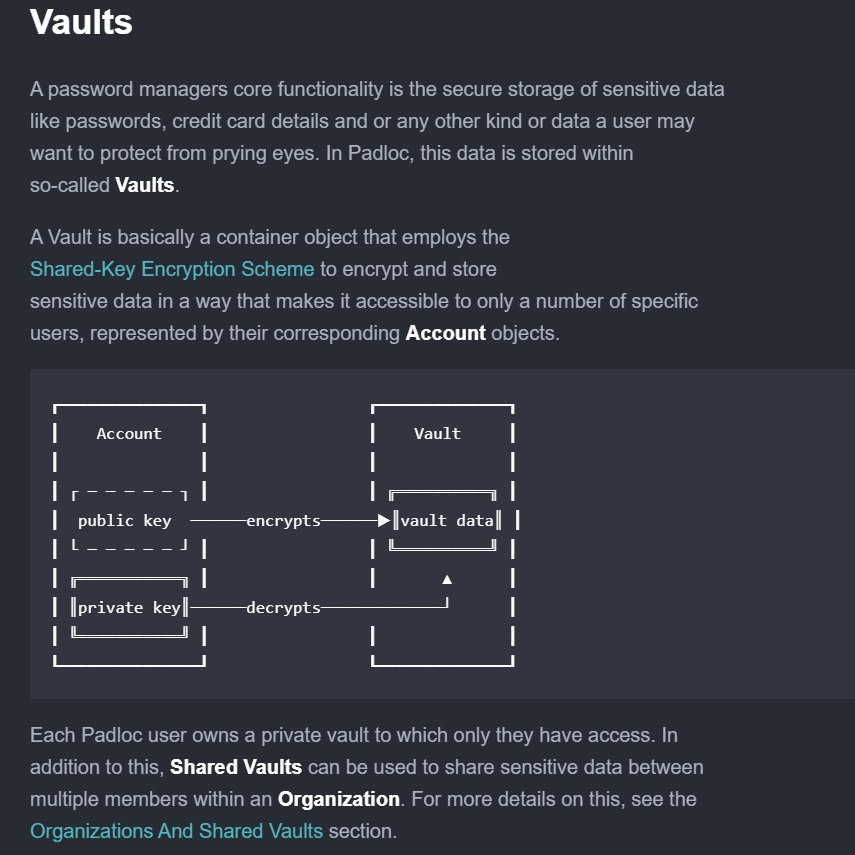 Vaults
A password managers core functionality is the secure storage of sensitive data
like passwords, credit card details and or any other kind or data a user may
want to protect from prying eyes. In Padloc, this data is stored within
so-called Vaults.
A Vault is basically a container object that employs the
Shared-Key Encryption Scheme to encrypt and store
sensitive data in a way that makes it accessible to only a number of specific
users, represented by their corresponding Account objects.
Account Vault
public key encrypts vault data
private key decrypts
Each Padloc user owns a private vault to which only they have access. In
addition to this, Shared Vaults can be used to share sensitive data between
multiple members within an Organization. For more details on this, see the
Organizations And Shared Vaults section.